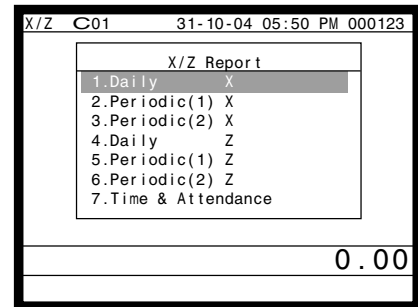 X/Z C01 31-10-04 05:50 PM 000123
X/Z Report
1.Daily X
2.Periodic(1) X
3.Periodic(2) X
4.Daily Z
5.Periodic(1) Z
6.Periodic(2) Z
7.Time & Attendance
0.00